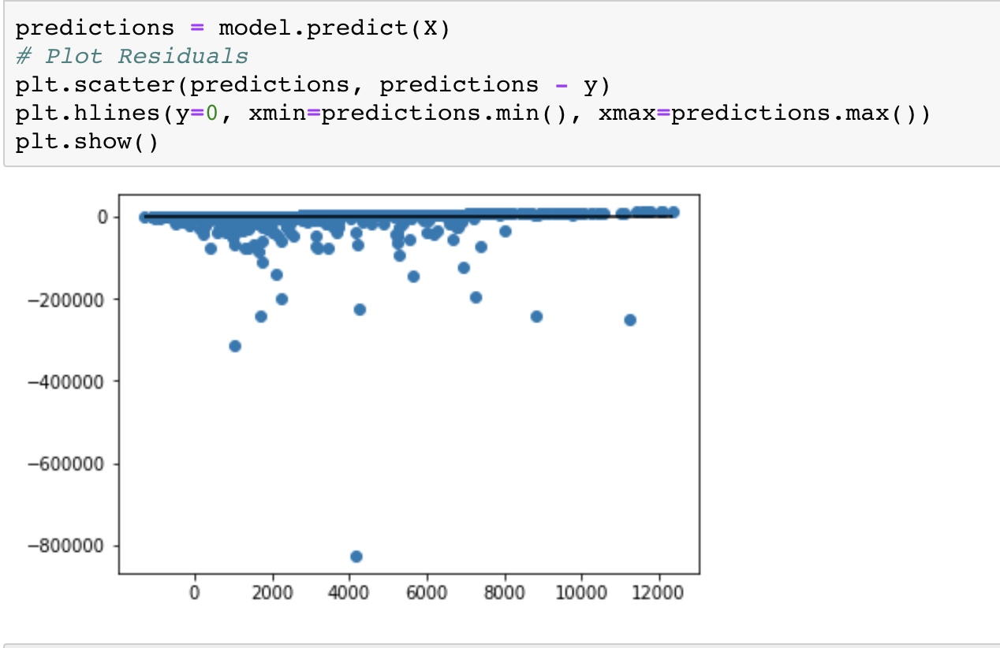 predictions = model.predict(X)
# Plot Residuals
plt.scatter(predictions, predictions - y)
plt.hlines(y=0, xmin=predictions.min(), xmax=predictions.max())
plt.show()
0
−200000
−400000
−600000
−800000
0 2000 4000 6000 8000 10000 12000